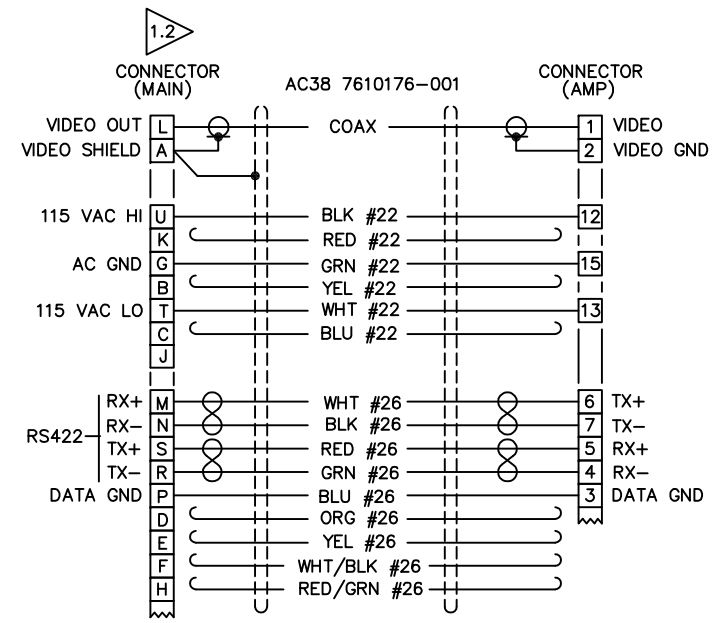 1.2
CONNECTOR
(MAIN)
AC38 7610176-001
CONNECTOR
(AMP)
VIDEO OUT L COAX 1 VIDEO
VIDEO SHIELD A 2 VIDEO GND
115 VAC HI U BLK #22 12
K RED #22
AC GND G GRN #22 15
B YEL #22
115 VAC LO T WHT #22 13
C BLU #22
J
RX+ M WHT #26 6 TX+
RX- N BLK #26 7 TX-
RS422
TX+ S RED #26 5 RX+
TX- R GRN #26 4 RX-
DATA GND P BLU #26 3 DATA GND
D ORG #26
E YEL #26
F WHT/BLK #26
H RED/GRN #26